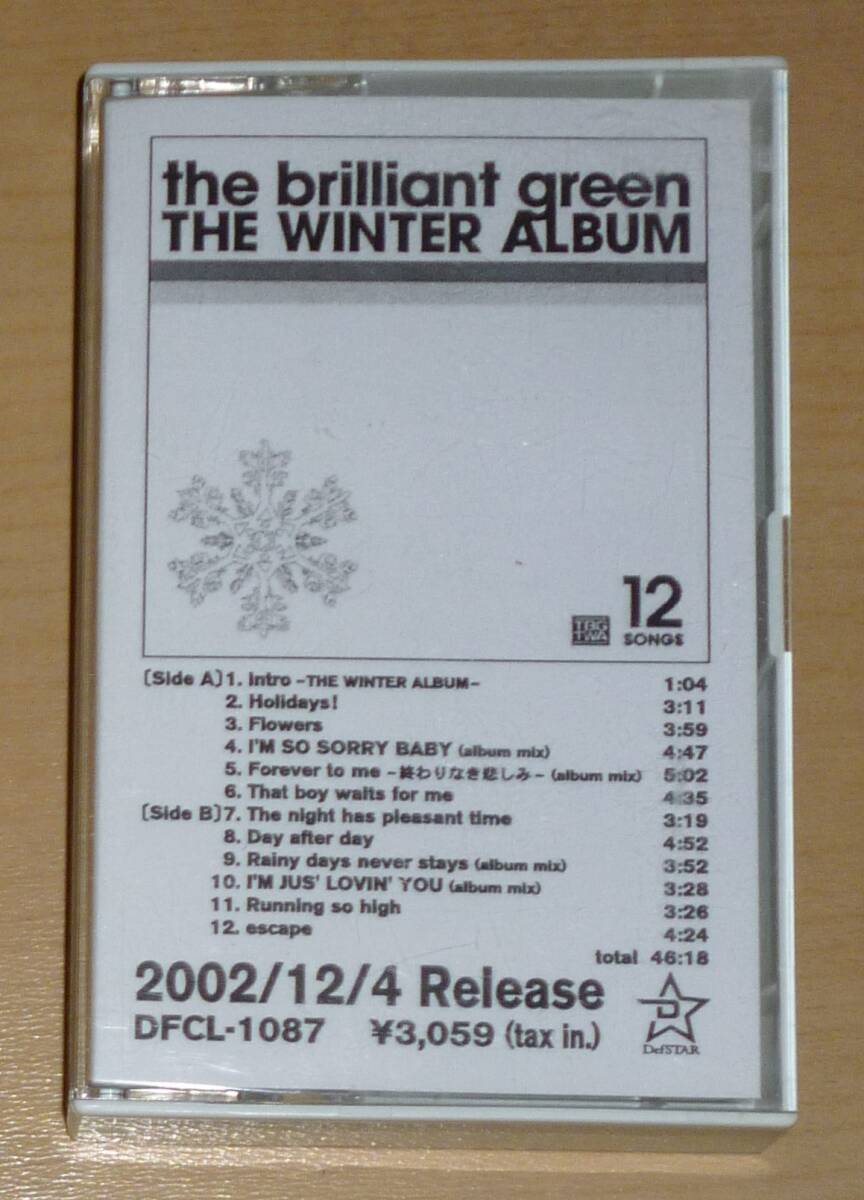 the brilliant green
THE WINTER ALBUM
TBG
TWA
12
SONGS
[Side A] 1. Intro -THE WINTER ALBUM- 1:04
2. Holidays! 3:11
3. Flowers 3:59
4. I'M SO SORRY BABY (album mix) 4:47
5. Forever to me -終わりなき悲しみ- (album mix) 5:02
6. That boy waits for me 4:35
[Side B] 7. The night has pleasant time 3:19
8. Day after day 4:52
9. Rainy days never stays (album mix) 3:52
10. I'M JUS' LOVIN' YOU (album mix) 3:28
11. Running so high 3:26
12. escape 4:24
total 46:18
2002/12/4 Release
DFCL-1087 ¥3,059 (tax in.)
D
DefSTAR